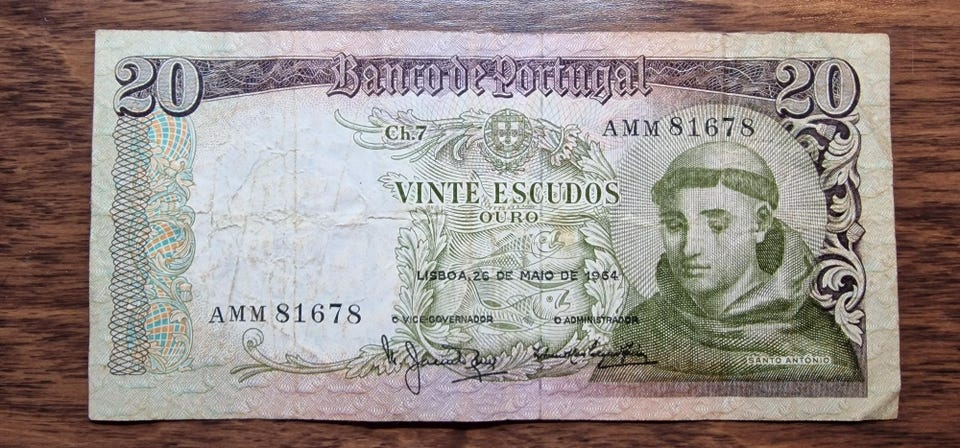 20 Banco de Portugal 20
Ch.7 AMM 81678
VINTE ESCUDOS
OURO
LISBOA, 26 DE MAIO DE 1964
AMM 81678
O VICE-GOVERNADOR O ADMINISTRADOR
SANTO ANTÓNIO
20